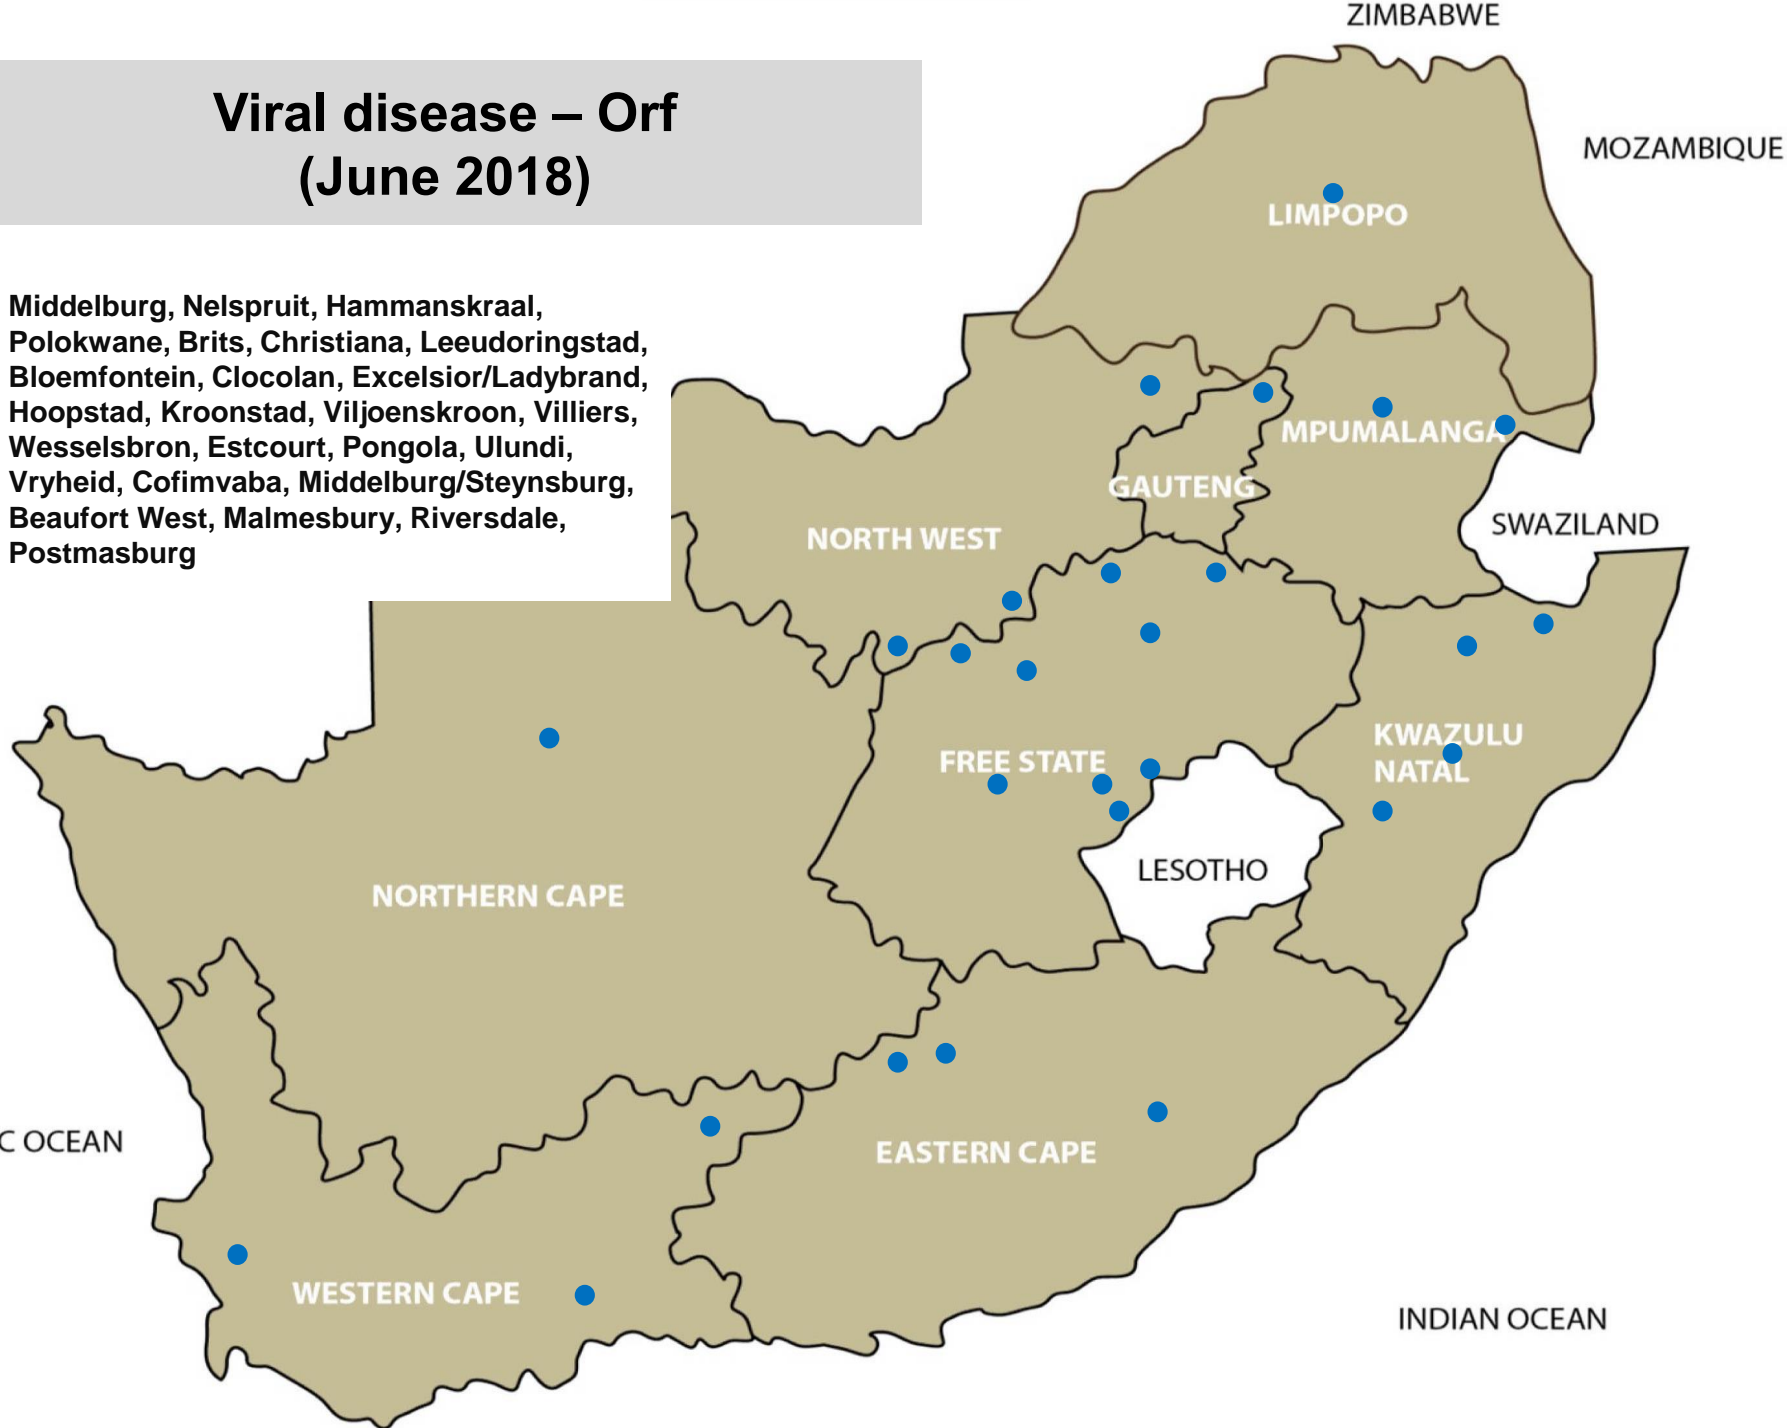 ZIMBABWE
Viral disease – Orf
(June 2018)
MOZAMBIQUE
LIMPOPO
Middelburg, Nelspruit, Hammanskraal,
Polokwane, Brits, Christiana, Leeudoringstad,
Bloemfontein, Clocolan, Excelsior/Ladybrand,
Hoopstad, Kroonstad, Viljoenskroon, Villiers,
Wesselsbron, Estcourt, Pongola, Ulundi,
Vryheid, Cofimvaba, Middelburg/Steynsburg,
Beaufort West, Malmesbury, Riversdale,
Postmasburg
MPUMALANGA
GAUTENG
SWAZILAND
NORTH WEST
KWAZULU
NATAL
FREE STATE
LESOTHO
NORTHERN CAPE
C OCEAN
EASTERN CAPE
WESTERN CAPE
INDIAN OCEAN